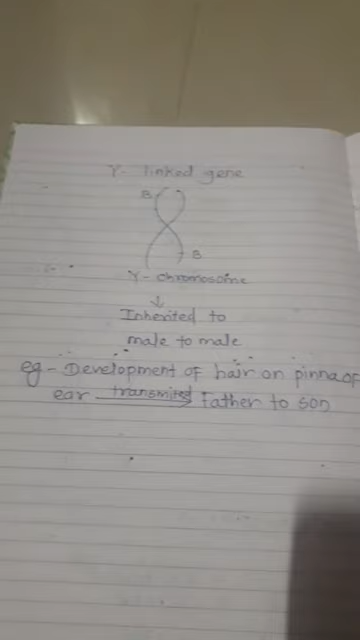 Y- linked gene
B
B
Y- chromosome
↓
Inherited to
male to male
eg - Development of hair on pinna of
ear transmited Father to son